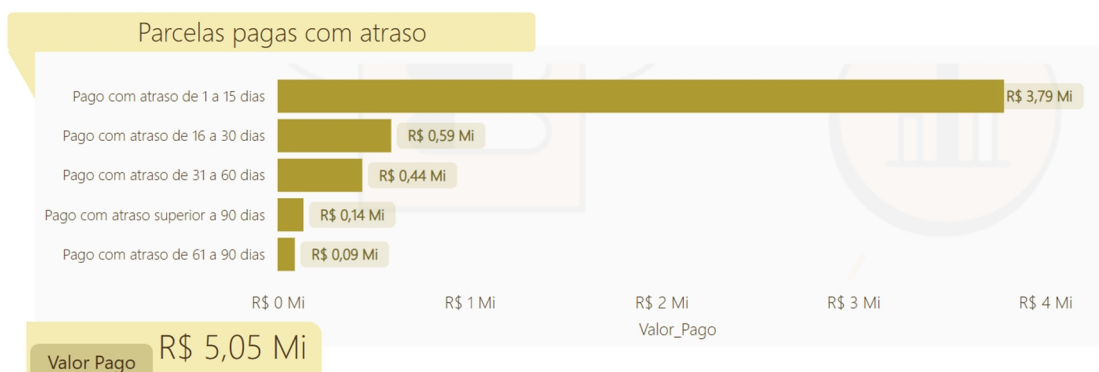 Parcelas pagas com atraso
Pago com atraso de 1 a 15 dias R$ 3,79 Mi
Pago com atraso de 16 a 30 dias R$ 0,59 Mi
Pago com atraso de 31 a 60 dias R$ 0,44 Mi
Pago com atraso superior a 90 dias R$ 0,14 Mi
Pago com atraso de 61 a 90 dias R$ 0,09 Mi
R$ 0 Mi R$ 1 Mi R$ 2 Mi R$ 3 Mi R$ 4 Mi
Valor_Pago
Valor Pago R$ 5,05 Mi